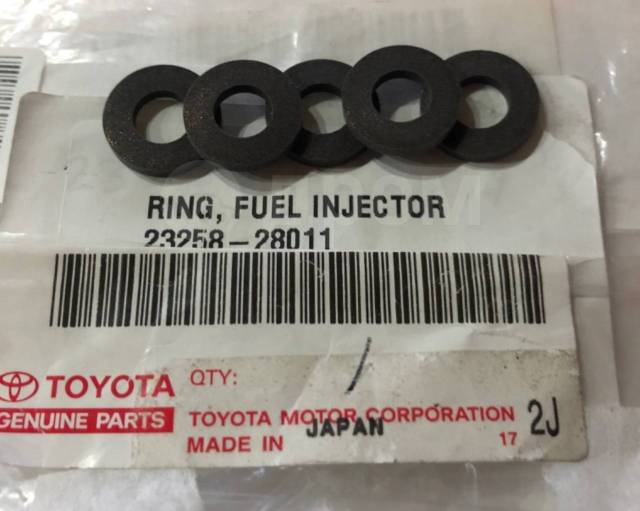 RING, FUEL INJECTOR
23258-28011
TOYOTA
GENUINE PARTS
QTY: /
TOYOTA MOTOR CORPORATION
MADE IN JAPAN
17
2J